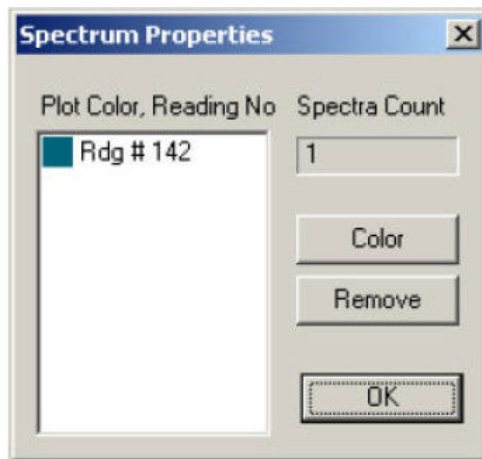 Spectrum Properties
Plot Color, Reading No
Spectra Count
Rdg # 142
1
Color
Remove
OK